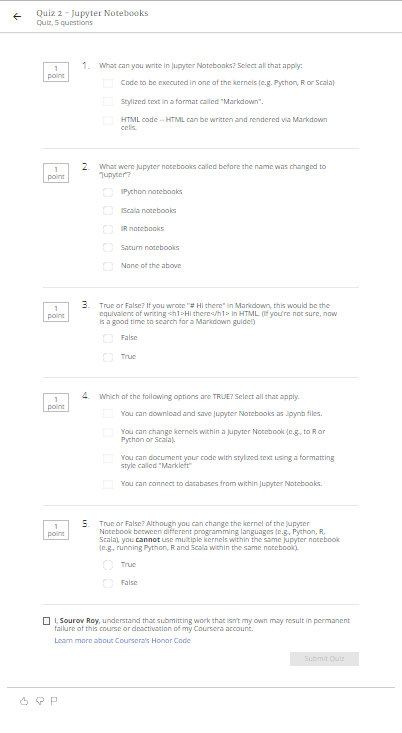 Quiz 2 – Jupyter Notebooks
Quiz, 5 questions
1
point
1.
What can you write in Jupyter Notebooks? Select all that apply:
Code to be executed in one of the kernels (e.g. Python, R or Scala)
Stylized text in a format called "Markdown".
HTML code -- HTML can be written and rendered via Markdown
cells.
1
point
2.
What were Jupyter notebooks called before the name was changed to
"Jupyter"?
IPython notebooks
IScala notebooks
IR notebooks
Saturn notebooks
None of the above
1
point
3.
True or False? If you wrote "# Hi there" in Markdown, this would be the
equivalent of writing <h1>Hi there</h1> in HTML. (If you're not sure, now
is a good time to search for a Markdown guide!)
False
True
1
point
4.
Which of the following options are TRUE? Select all that apply.
You can download and save Jupyter Notebooks as .ipynb files.
You can change kernels within a Jupyter Notebook (e.g., to R or
Python or Scala).
You can document your code with stylized text using a formatting
style called "Markleft"
You can connect to databases from within Jupyter Notebooks.
1
point
5.
True or False? Although you can change the kernel of the Jupyter
Notebook between different programming languages (e.g., Python, R,
Scala), you cannot use multiple kernels within the same Jupyter notebook
(e.g., running Python, R and Scala within the same notebook).
True
False
I, Sourov Roy, understand that submitting work that isn't my own may result in permanent
failure of this course or deactivation of my Coursera account.
Learn more about Coursera's Honor Code
Submit Quiz